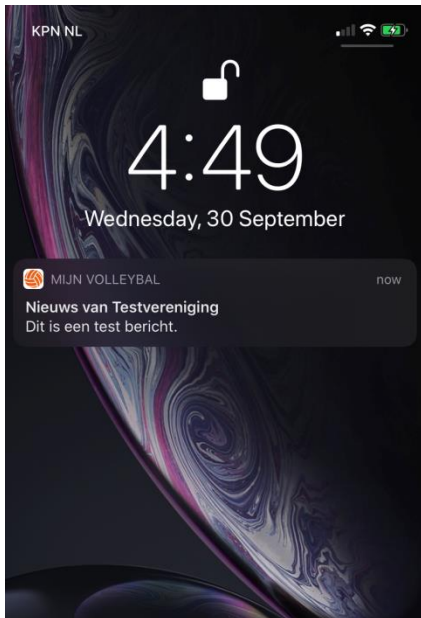 KPN NL
4:49
Wednesday, 30 September
MIJN VOLLEYBAL now
Nieuws van Testvereniging
Dit is een test bericht.